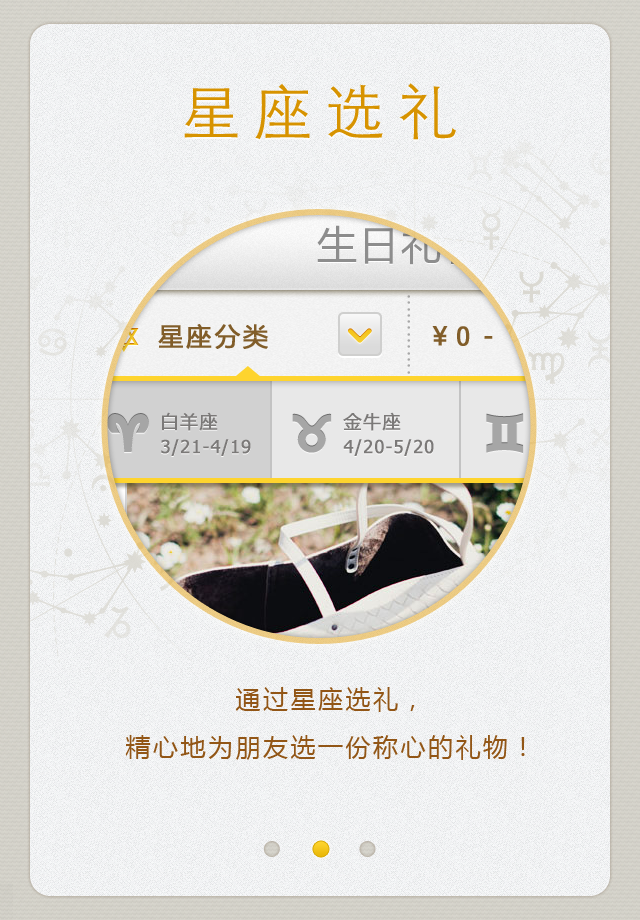 星座选礼
生日礼
星座分类
¥0 -
白羊座
3/21-4/19
金牛座
4/20-5/20
通过星座选礼，
精心地为朋友选一份称心的礼物！